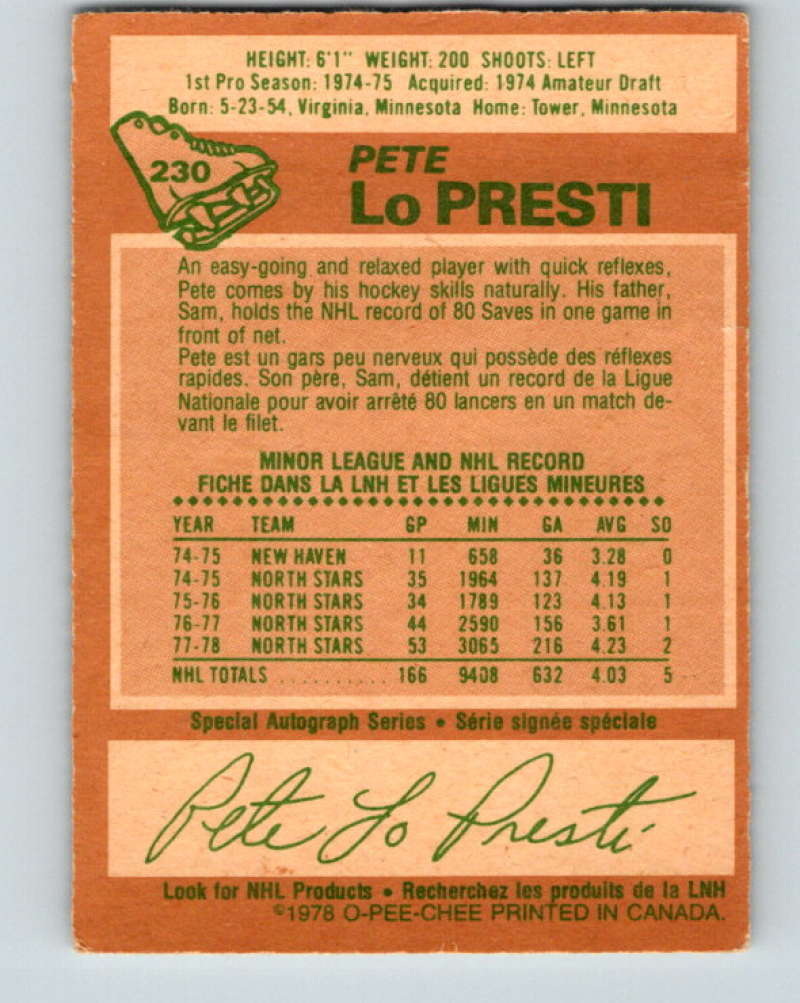 HEIGHT: 6'1" WEIGHT: 200 SHOOTS: LEFT
1st Pro Season: 1974-75 Acquired: 1974 Amateur Draft
Born: 5-23-54, Virginia, Minnesota Home: Tower, Minnesota
230
PETE
Lo PRESTI
An easy-going and relaxed player with quick reflexes,
Pete comes by his hockey skills naturally. His father,
Sam, holds the NHL record of 80 Saves in one game in
front of net.
Pete est un gars peu nerveux qui possède des réflexes
rapides. Son père, Sam, détient un record de la Ligue
Nationale pour avoir arrêté 80 lancers en un match de-
vant le filet.
MINOR LEAGUE AND NHL RECORD
FICHE DANS LA LNH ET LES LIGUES MINEURES
YEAR TEAM GP MIN GA AVG SO
74-75 NEW HAVEN 11 658 36 3.28 0
74-75 NORTH STARS 35 1964 137 4.19 1
75-76 NORTH STARS 34 1789 123 4.13 1
76-77 NORTH STARS 44 2590 156 3.61 1
77-78 NORTH STARS 53 3065 216 4.23 2
NHL TOTALS .......... 166 9408 632 4.03 5
Special Autograph Series • Série signée spéciale
Pete Lo Presti
Look for NHL Products • Recherchez les produits de la LNH
©1978 O-PEE-CHEE PRINTED IN CANADA.